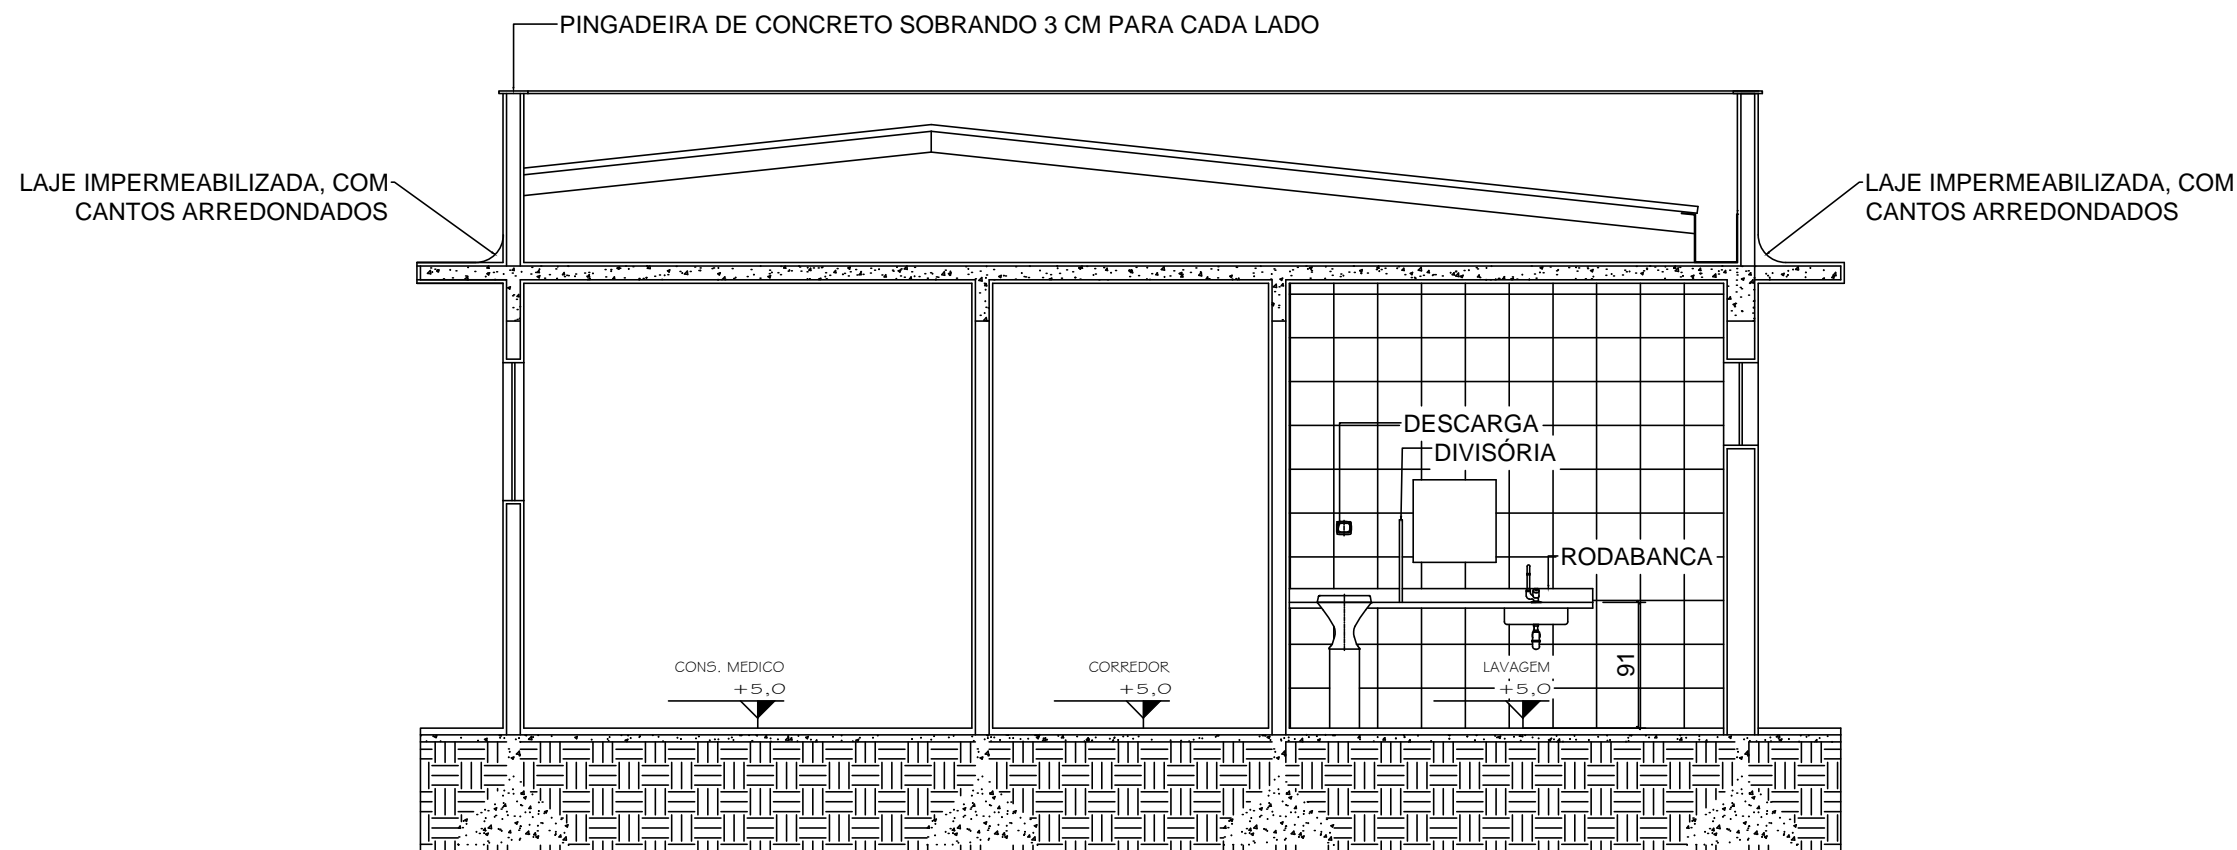 PINGADEIRA DE CONCRETO SOBRANDO 3 CM PARA CADA LADO
LAJE IMPERMEABILIZADA, COM
CANTOS ARREDONDADOS
LAJE IMPERMEABILIZADA, COM
CANTOS ARREDONDADOS
DESCARGA
DIVISÓRIA
RODABANCA
CONS. MEDICO
+5,0
CORREDOR
+5,0
LAVAGEM
+5,0
91